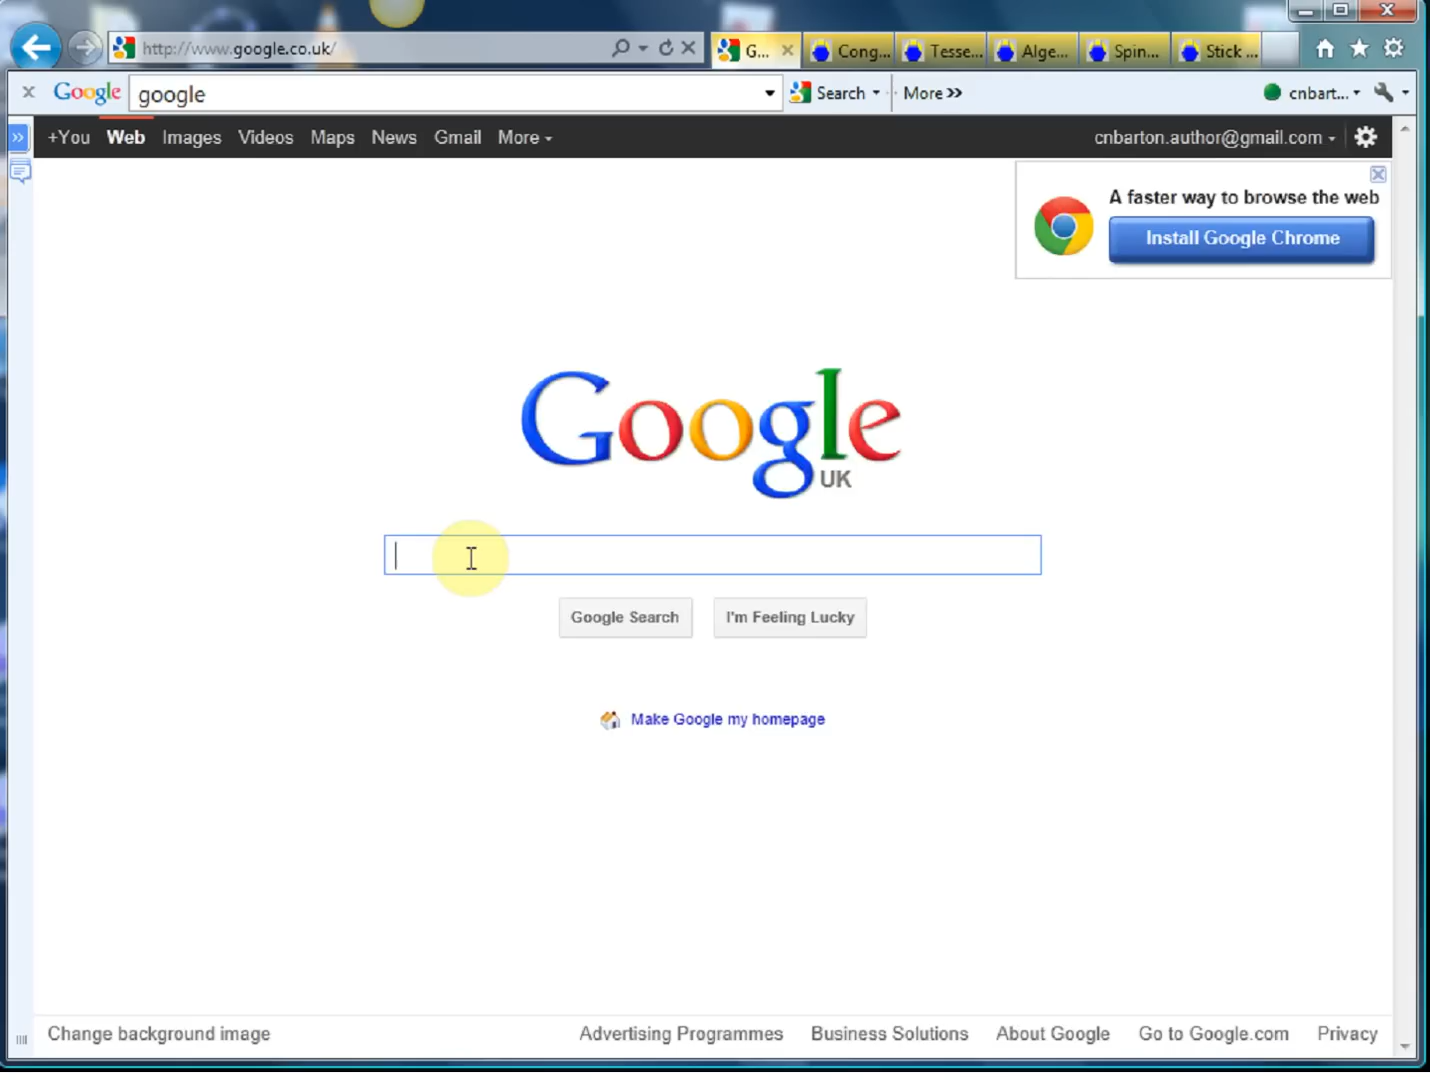 http://www.google.co.uk/
G...
Cong...
Tesse...
Alge...
Spin...
Stick ...
Google
google
Search
More >>
cnbart...
+You
Web
Images
Videos
Maps
News
Gmail
More
cnbarton.author@gmail.com
A faster way to browse the web
Install Google Chrome
Google
UK
Google Search
I'm Feeling Lucky
Make Google my homepage
Change background image
Advertising Programmes
Business Solutions
About Google
Go to Google.com
Privacy